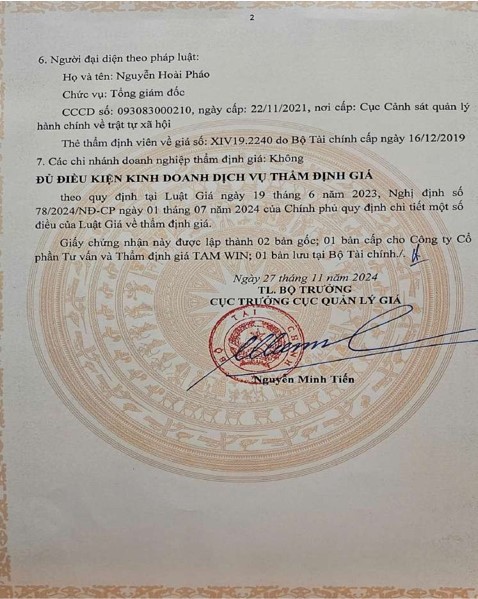 2
6. Người đại diện theo pháp luật:
Họ và tên: Nguyễn Hoài Pháo
Chức vụ: Tổng giám đốc
CCCD số: 093083000210, ngày cấp: 22/11/2021, nơi cấp: Cục Cảnh sát quản lý
hành chính về trật tự xã hội
Thẻ thẩm định viên về giá số: XIV19.2240 do Bộ Tài chính cấp ngày 16/12/2019
7. Các chi nhánh doanh nghiệp thẩm định giá: Không
ĐỦ ĐIỀU KIỆN KINH DOANH DỊCH VỤ THẨM ĐỊNH GIÁ
theo quy định tại Luật Giá ngày 19 tháng 6 năm 2023, Nghị định số
78/2024/NĐ-CP ngày 01 tháng 07 năm 2024 của Chính phủ quy định chi tiết một số
điều của Luật Giá về thẩm định giá.
Giấy chứng nhận này được lập thành 02 bản gốc; 01 bản cấp cho Công ty Cổ
phần Tư vấn và Thẩm định giá TAM WIN; 01 bản lưu tại Bộ Tài chính./.
Ngày 27 tháng 11 năm 2024
TL. BỘ TRƯỞNG
CỤC TRƯỞNG CỤC QUẢN LÝ GIÁ
BỘ TÀI CHÍNH
Nguyễn Minh Tiến